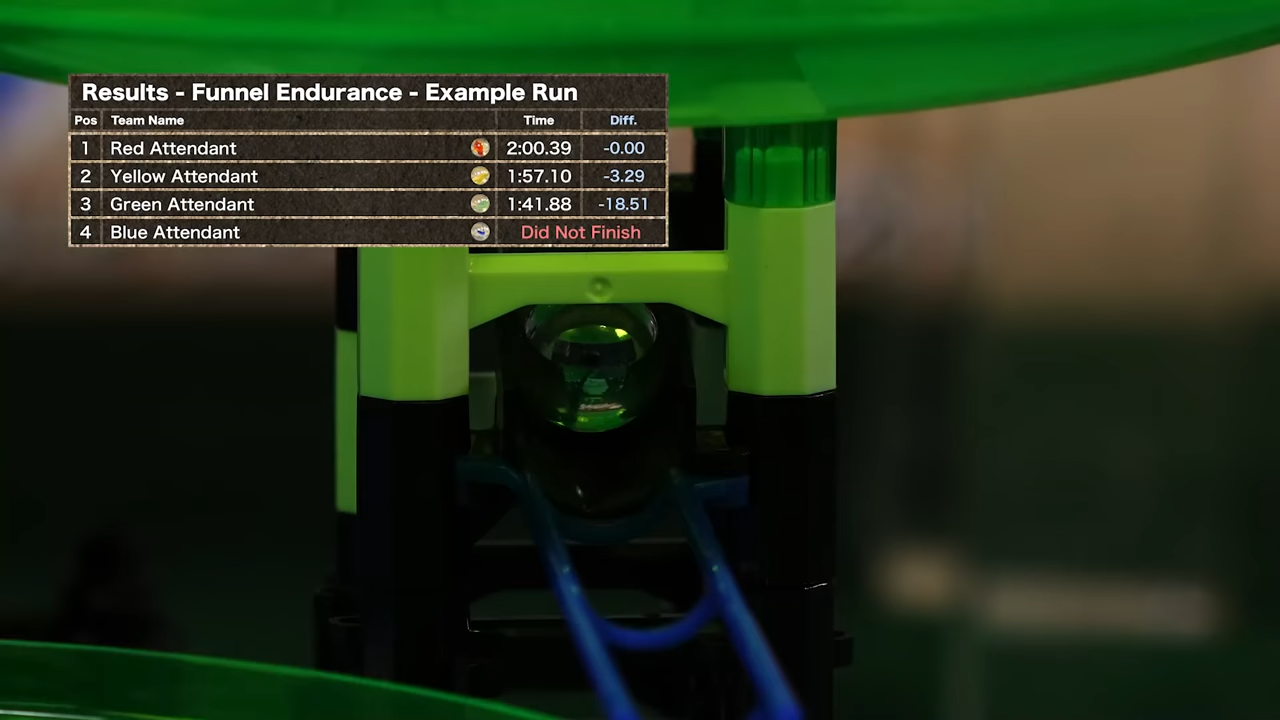 Results - Funnel Endurance - Example Run
Pos Team Name Time Diff.
1 Red Attendant 2:00.39 -0.00
2 Yellow Attendant 1:57.10 -3.29
3 Green Attendant 1:41.88 -18.51
4 Blue Attendant Did Not Finish